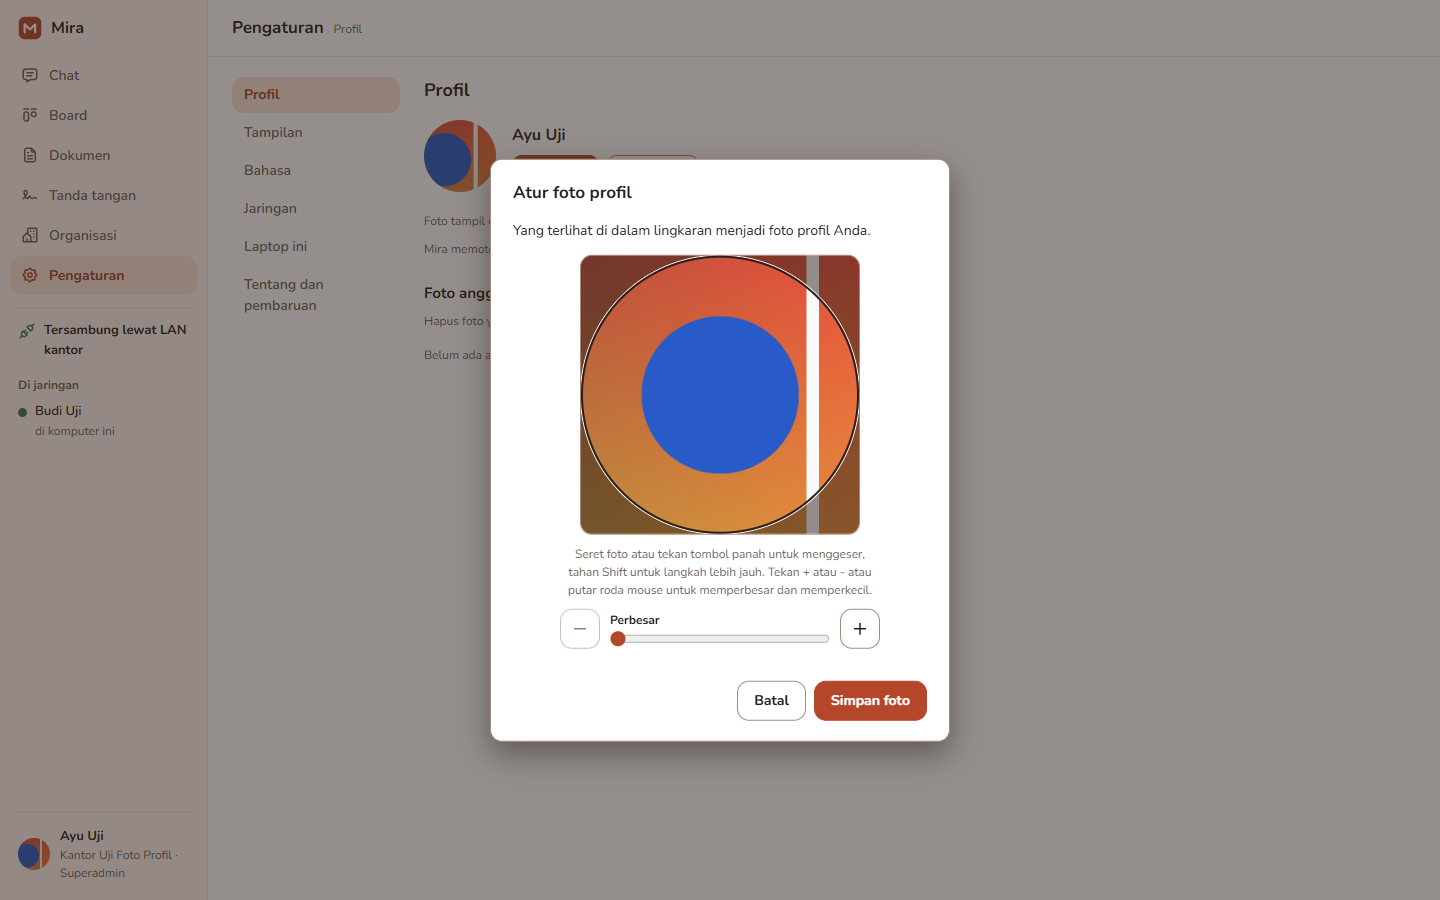 Mira
Chat
Board
Dokumen
Tanda tangan
Organisasi
Pengaturan
Tersambung lewat LAN
kantor
Di jaringan
Budi Uji
di komputer ini
Ayu Uji
Kantor Uji Foto Profil ·
Superadmin
Pengaturan Profil
Profil
Tampilan
Bahasa
Jaringan
Laptop ini
Tentang dan
pembaruan
Profil
Ayu Uji
Foto tampil
Mira
Foto
Hapus foto
Belum ada
Atur foto profil
Yang terlihat di dalam lingkaran menjadi foto profil Anda.
Seret foto atau tekan tombol panah untuk menggeser,
tahan Shift untuk langkah lebih jauh. Tekan + atau - atau
putar roda mouse untuk memperbesar dan memperkecil.
Perbesar
Batal
Simpan foto